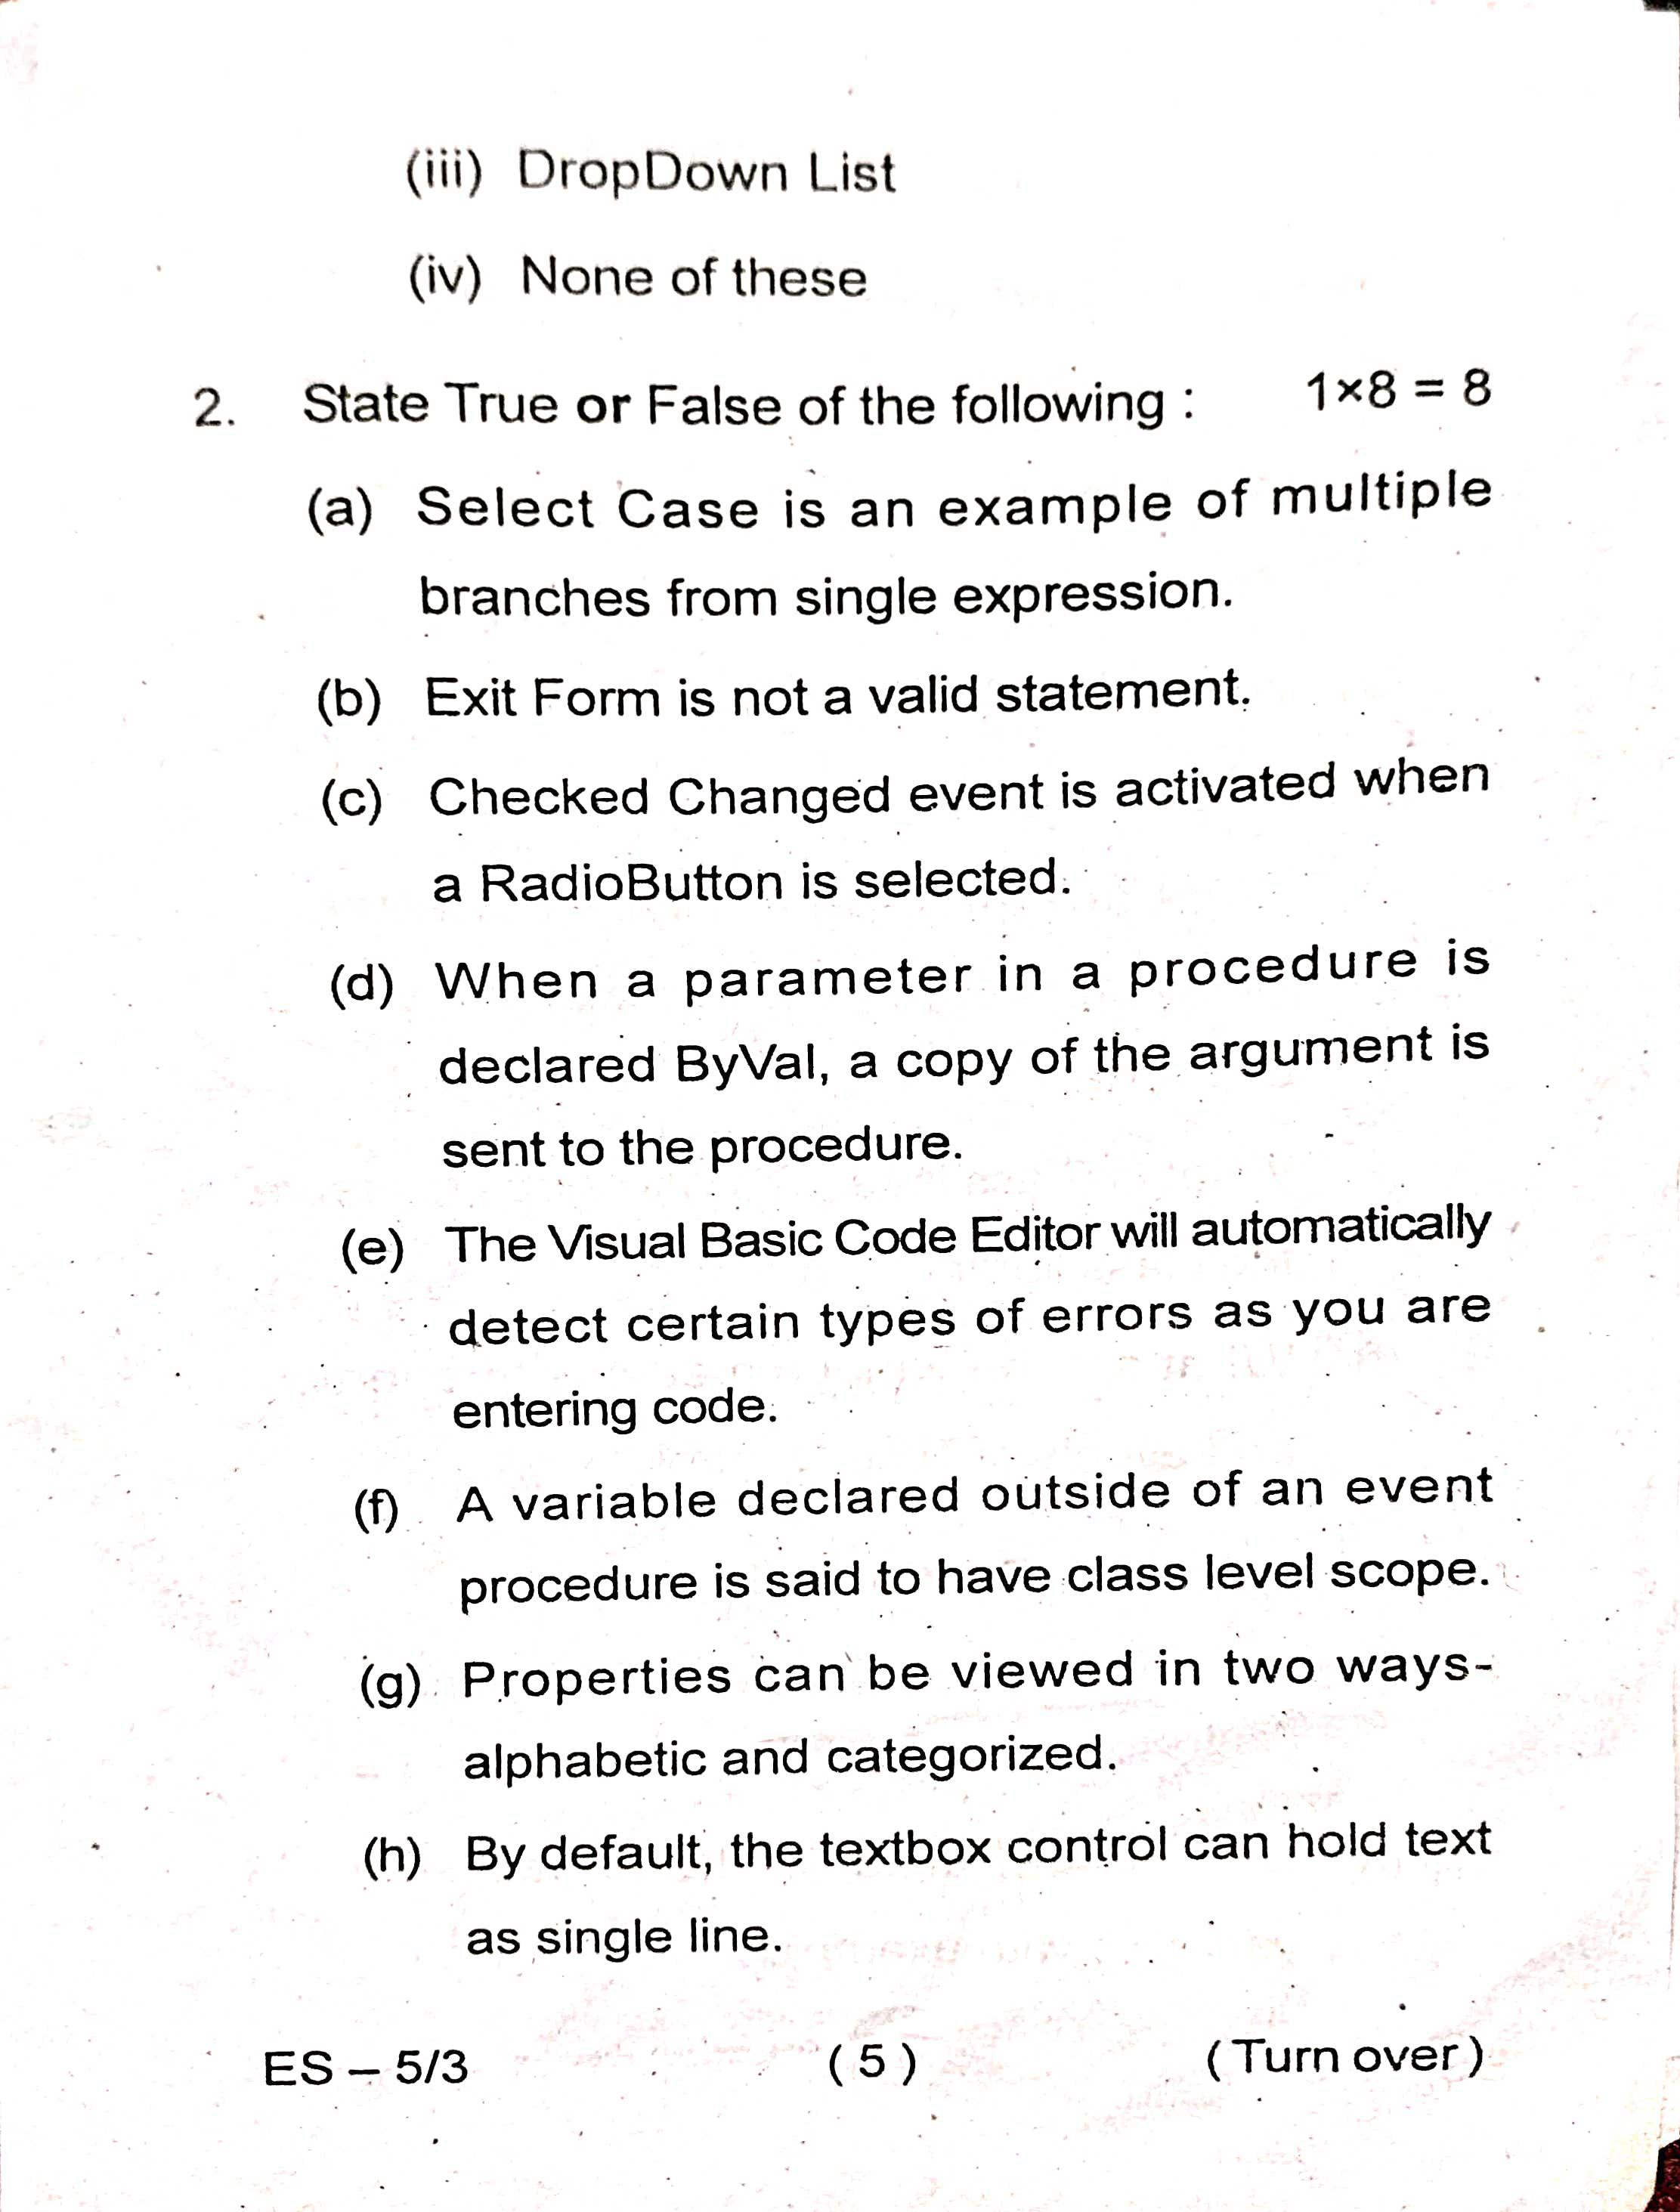 (iii) DropDown List
(iv) None of these
2. State True or False of the following : 1×8 = 8
(a) Select Case is an example of multiple
branches from single expression.
(b) Exit Form is not a valid statement.
(c) Checked Changed event is activated when
a RadioButton is selected.
(d) When a parameter in a procedure is
declared ByVal, a copy of the argument is
sent to the procedure.
(e) The Visual Basic Code Editor will automatically
detect certain types of errors as you are
entering code.
(f) A variable declared outside of an event
procedure is said to have class level scope.
(g) Properties can be viewed in two ways-
alphabetic and categorized.
(h) By default, the textbox control can hold text
as single line.
ES – 5/3 ( 5 ) ( Turn over )